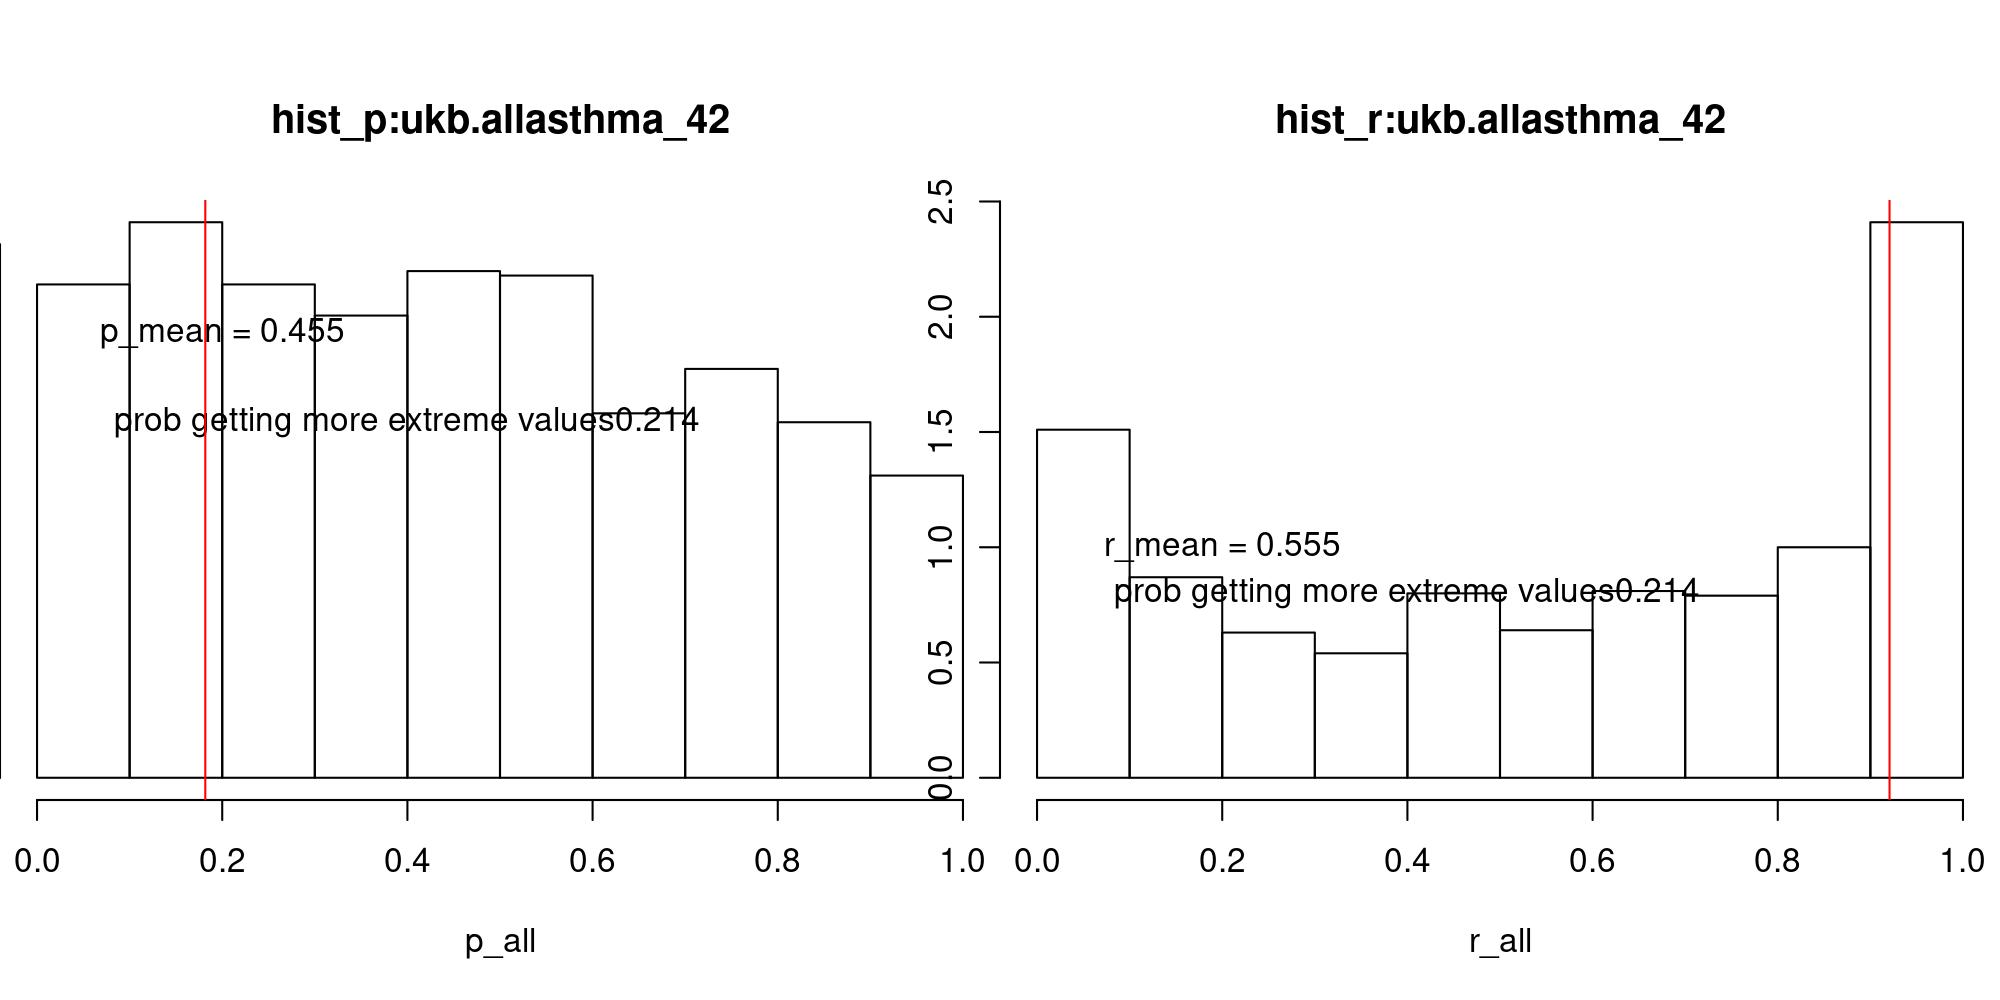 hist_p:ukb.allasthma_42
p_mean = 0.455
prob getting more extreme values0.214
0.0 0.2 0.4 0.6 0.8 1.0
p_all
hist_r:ukb.allasthma_42
2.5
2.0
1.5
1.0
0.5
0.0
r_mean = 0.555
prob getting more extreme values0.214
0.0 0.2 0.4 0.6 0.8 1.0
r_all